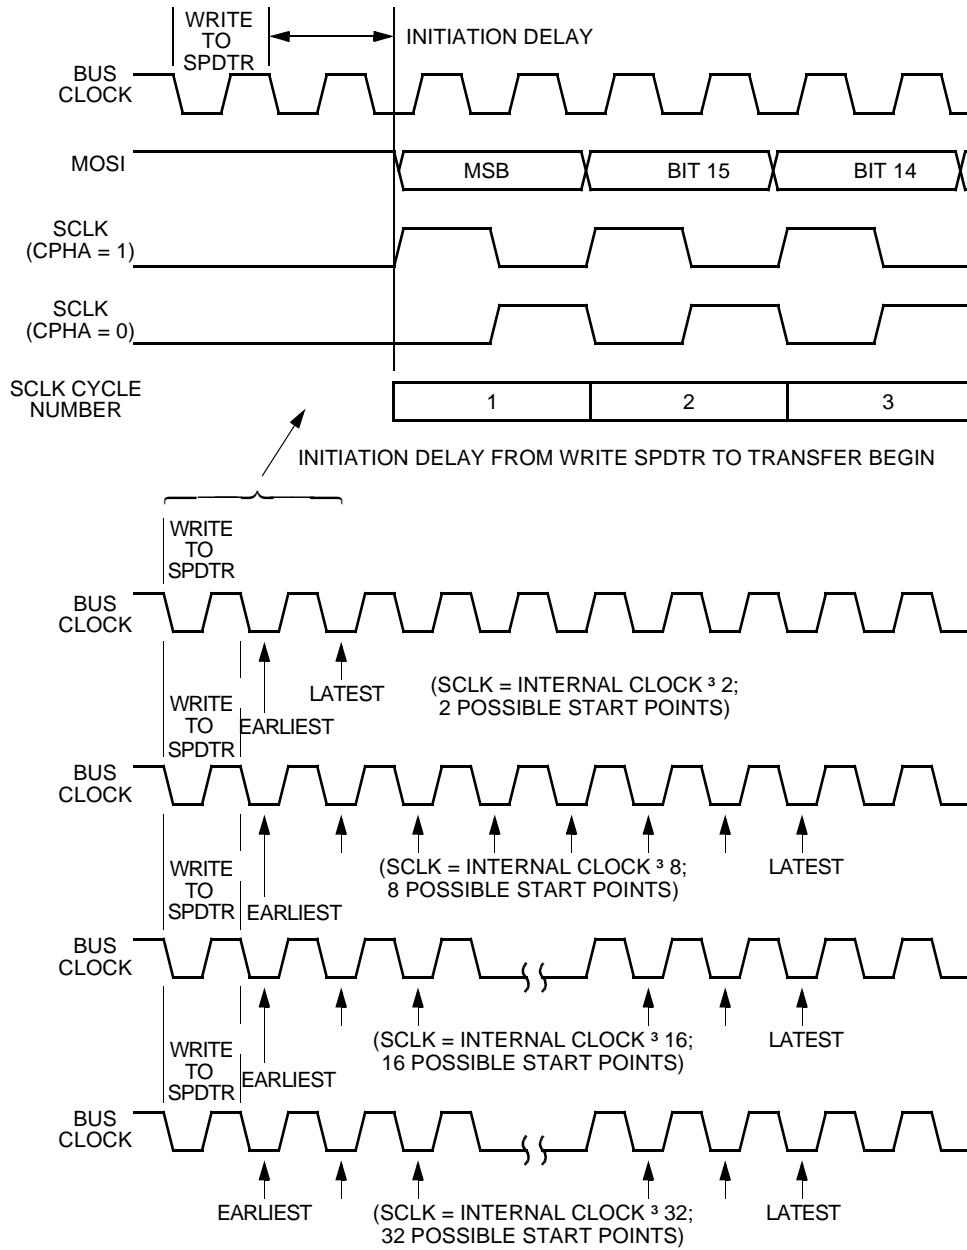 WRITE
TO
SPDTR
INITIATION DELAY
BUS
CLOCK
MOSI
MSB
BIT 15
BIT 14
SCLK
(CPHA = 1)
SCLK
(CPHA = 0)
SCLK CYCLE
NUMBER
1
2
3
INITIATION DELAY FROM WRITE SPDTR TO TRANSFER BEGIN
WRITE
TO
SPDTR
BUS
CLOCK
EARLIEST
LATEST
(SCLK = INTERNAL CLOCK ³ 2;
2 POSSIBLE START POINTS)
WRITE
TO
SPDTR
BUS
CLOCK
EARLIEST
(SCLK = INTERNAL CLOCK ³ 8;
8 POSSIBLE START POINTS)
LATEST
WRITE
TO
SPDTR
BUS
CLOCK
EARLIEST
(SCLK = INTERNAL CLOCK ³ 16;
16 POSSIBLE START POINTS)
LATEST
WRITE
TO
SPDTR
BUS
CLOCK
EARLIEST
(SCLK = INTERNAL CLOCK ³ 32;
32 POSSIBLE START POINTS)
LATEST